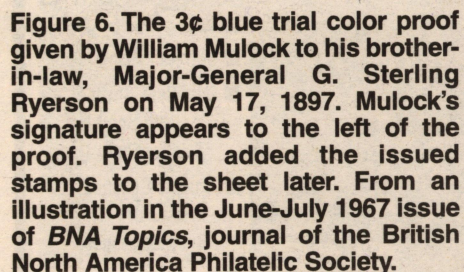 Figure 6. The 3¢ blue trial color proof
given by William Mulock to his brother-
in-law, Major-General G. Sterling
Ryerson on May 17, 1897. Mulock's
signature appears to the left of the
proof. Ryerson added the issued
stamps to the sheet later. From an
illustration in the June-July 1967 issue
of BNA Topics, journal of the British
North America Philatelic Society.